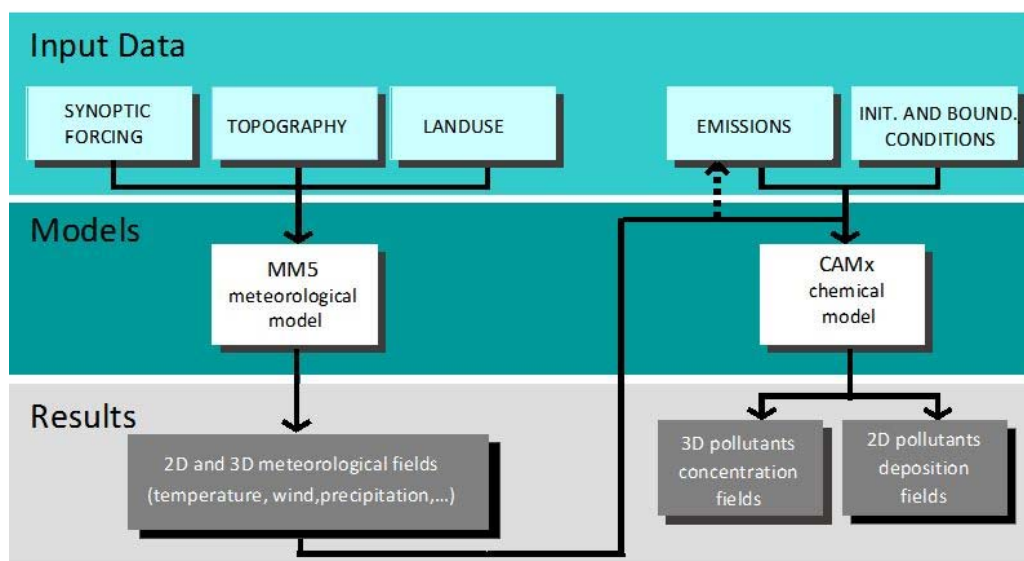 Input Data
SYNOPTIC
FORCING
TOPOGRAPHY
LANDUSE
EMISSIONS
INIT. AND BOUND.
CONDITIONS
Models
MM5
meteorological
model
CAMx
chemical
model
Results
2D and 3D meteorological fields
(temperature, wind,precipitation,...)
3D pollutants
concentration
fields
2D pollutants
deposition
fields